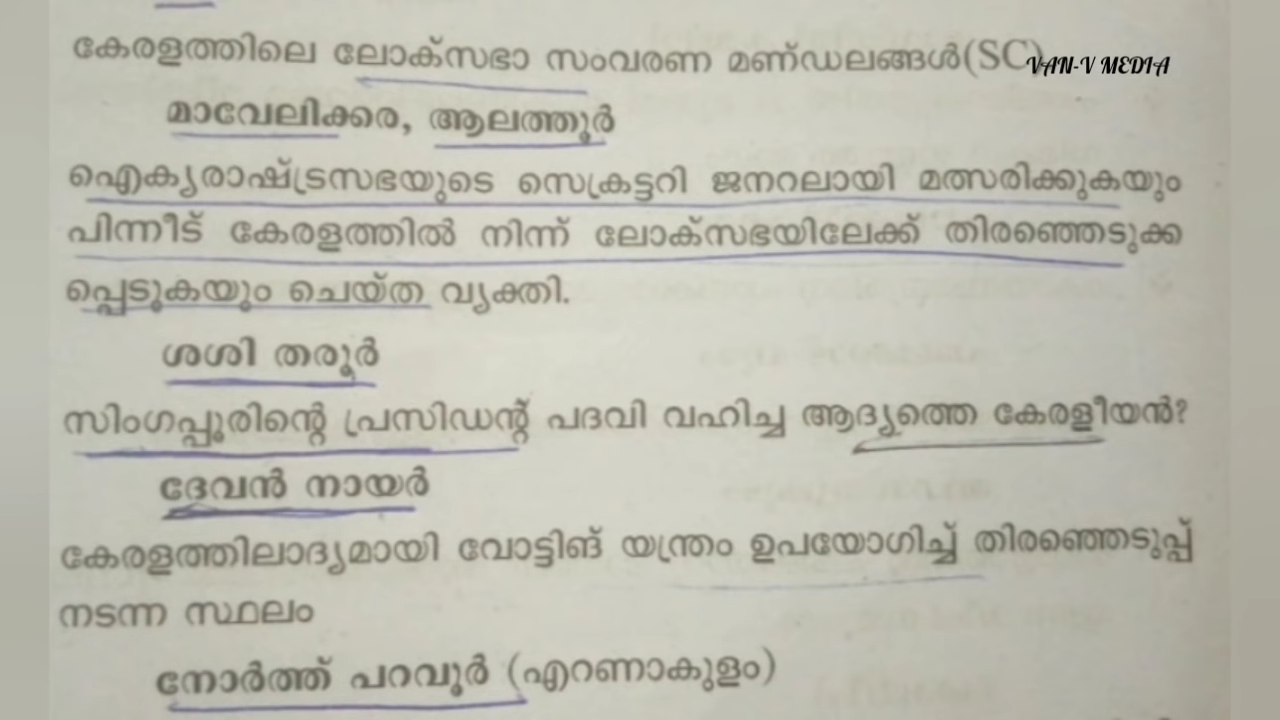 കേരളത്തിലെ ലോക്സഭാ സംവരണ മണ്ഡലങ്ങൾ(SC)
VAN-V MEDIA
മാവേലിക്കര, ആലത്തൂർ
ഐക്യരാഷ്ട്രസഭയുടെ സെക്രട്ടറി ജനറലായി മത്സരിക്കുകയും
പിന്നീട് കേരളത്തിൽ നിന്ന് ലോക്സഭയിലേക്ക് തിരഞ്ഞെടുക്ക
പ്പെടുകയും ചെയ്ത വ്യക്തി.
ശശി തരൂർ
സിംഗപ്പൂരിന്റെ പ്രസിഡന്റ് പദവി വഹിച്ച ആദ്യത്തെ കേരളീയൻ?
ദേവൻ നായർ
കേരളത്തിലാദ്യമായി വോട്ടിങ് യന്ത്രം ഉപയോഗിച്ച് തിരഞ്ഞെടുപ്പ്
നടന്ന സ്ഥലം
നോർത്ത് പറവൂർ (എറണാകുളം)